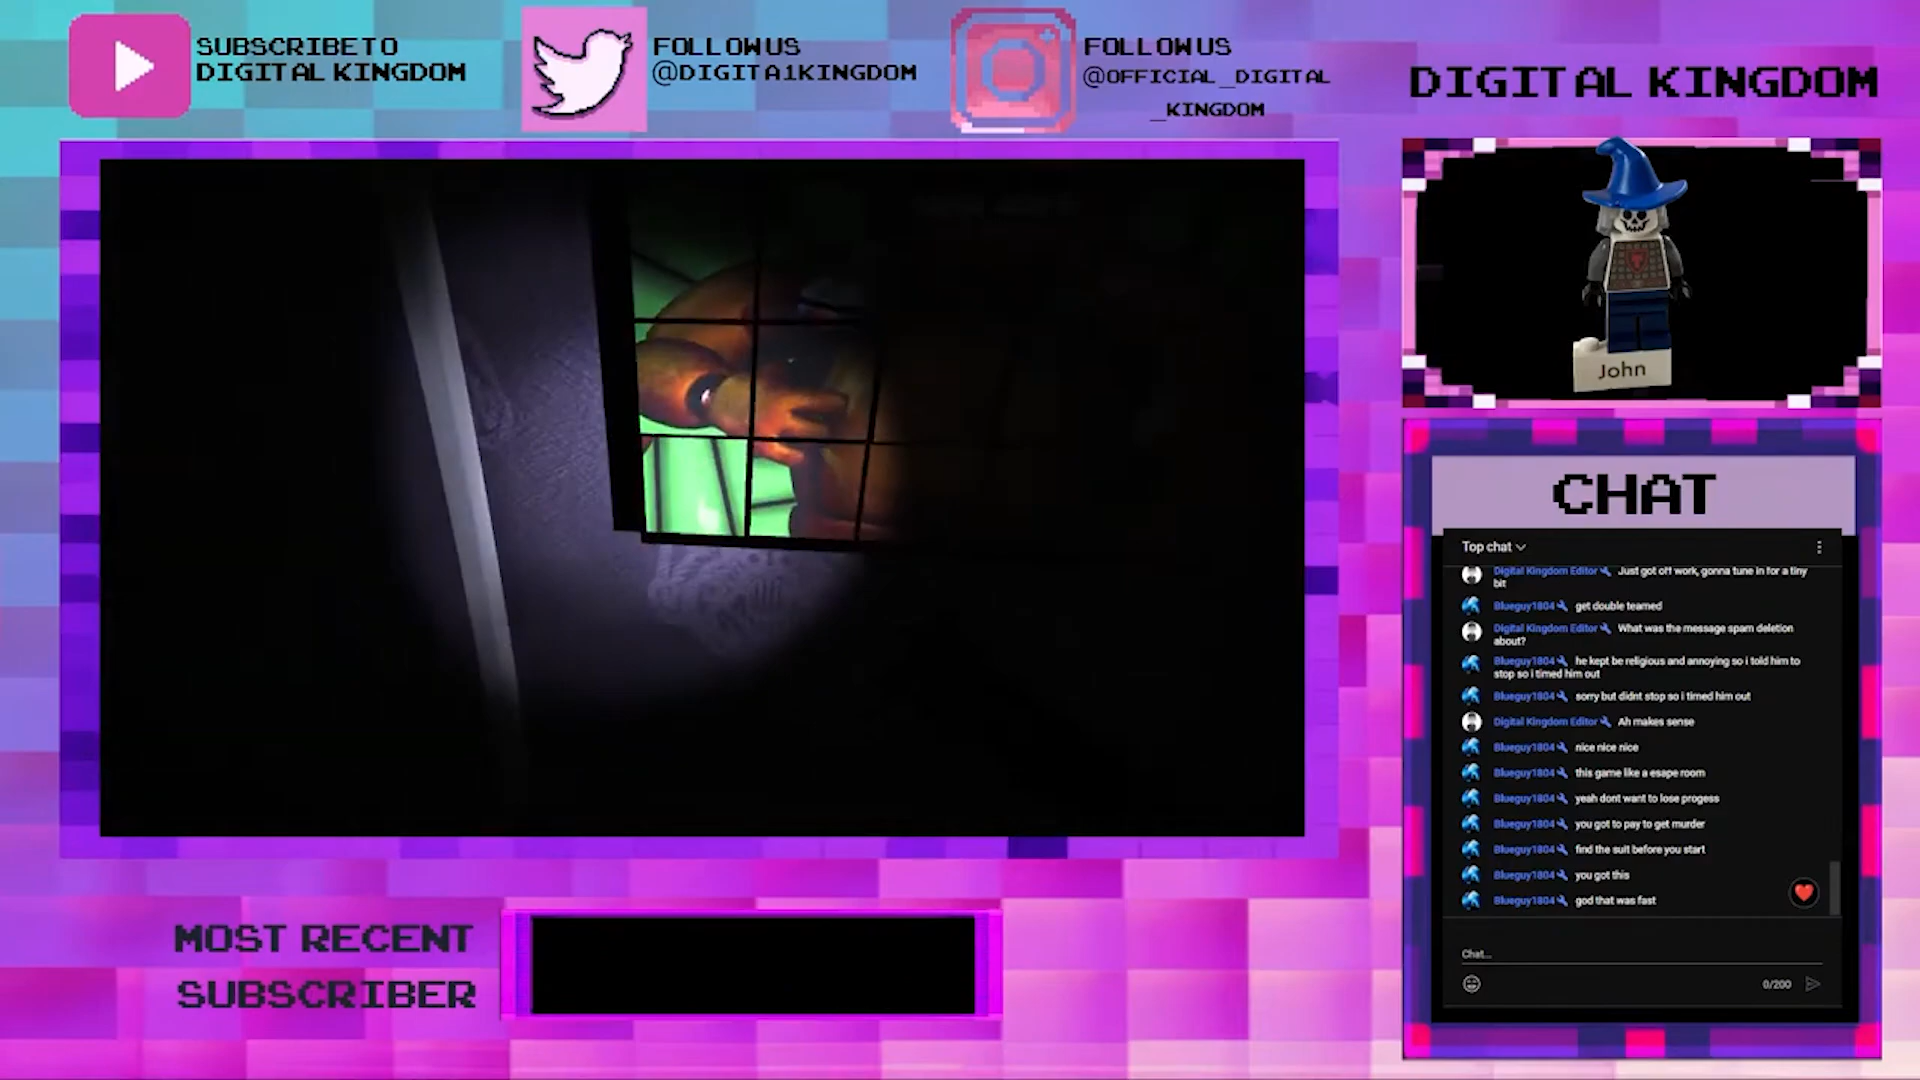 SUBSCRIBE TO
DIGITAL KINGDOM
FOLLOW US
@DIGITA1KINGDOM
FOLLOW US
@OFFICIAL_DIGITAL
_KINGDOM
DIGITAL KINGDOM
John
CHAT
Top chat
Digital Kingdom Editor Just got off work, gonna tune in for a tiny
bit
Blueguy1804 get double teamed
Digital Kingdom Editor What was the message spam deletion
about?
Blueguy1804 he kept be religious and annoying so i told him to
stop so i timed him out
Blueguy1804 sorry but didnt stop so i timed him out
Digital Kingdom Editor Ah makes sense
Blueguy1804 nice nice nice
Blueguy1804 this game like a esape room
Blueguy1804 yeah dont want to lose progess
Blueguy1804 you got to pay to get murder
Blueguy1804 find the suit before you start
Blueguy1804 you got this
Blueguy1804 god that was fast
Chat...
0/200
MOST RECENT
SUBSCRIBER